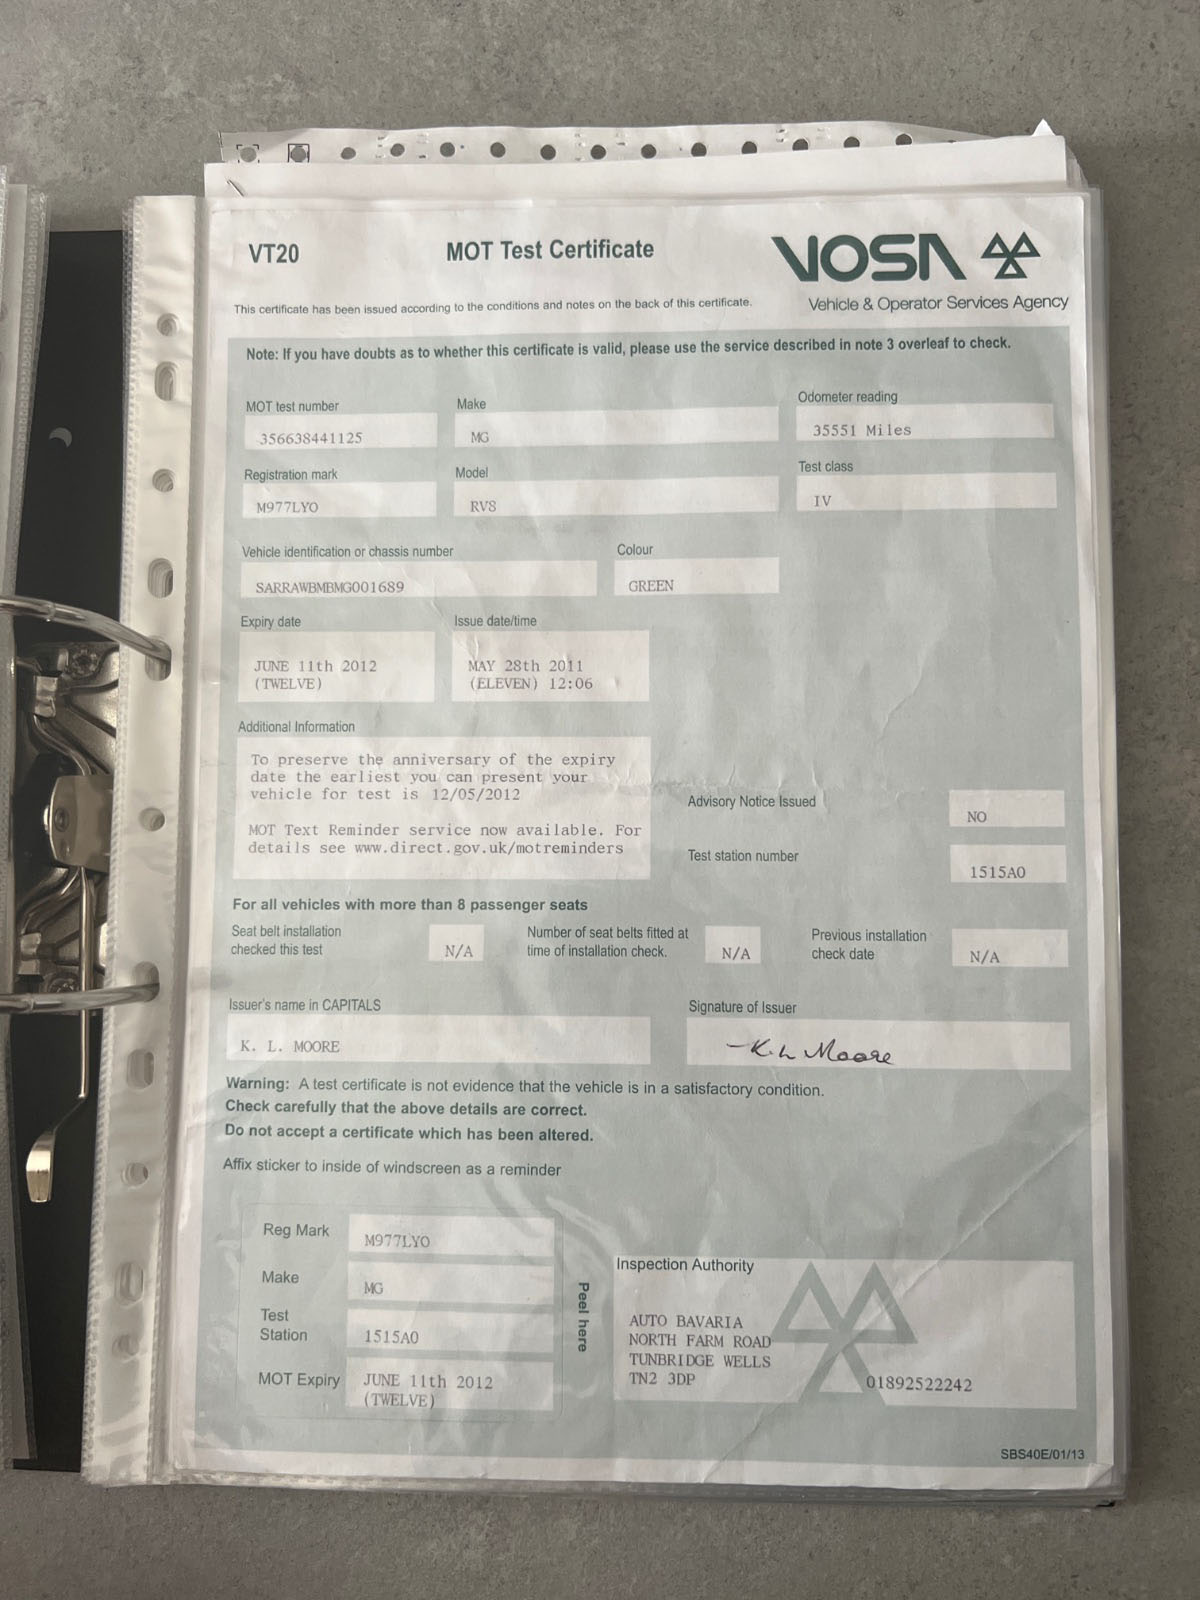 VT20
MOT Test Certificate
VOSA
Vehicle & Operator Services Agency
This certificate has been issued according to the conditions and notes on the back of this certificate.
Note: If you have doubts as to whether this certificate is valid, please use the service described in note 3 overleaf to check.
MOT test number
356638441125
Make
MG
Odometer reading
35551 Miles
Registration mark
M977LYO
Model
RV8
Test class
IV
Vehicle identification or chassis number
SARRAWBMBMG001689
Colour
GREEN
Expiry date
JUNE 11th 2012
(TWELVE)
Issue date/time
MAY 28th 2011
(ELEVEN) 12:06
Additional Information
To preserve the anniversary of the expiry
date the earliest you can present your
vehicle for test is 12/05/2012
MOT Text Reminder service now available. For
details see www.direct.gov.uk/motreminders
Advisory Notice Issued
NO
Test station number
1515A0
For all vehicles with more than 8 passenger seats
Seat belt installation
checked this test
N/A
Number of seat belts fitted at
time of installation check.
N/A
Previous installation
check date
N/A
Issuer's name in CAPITALS
K. L. MOORE
Signature of Issuer
K.L Moore
Warning: A test certificate is not evidence that the vehicle is in a satisfactory condition.
Check carefully that the above details are correct.
Do not accept a certificate which has been altered.
Affix sticker to inside of windscreen as a reminder
Reg Mark
M977LYO
Make
MG
Test
Station
1515A0
MOT Expiry
JUNE 11th 2012
(TWELVE)
Peel here
Inspection Authority
AUTO BAVARIA
NORTH FARM ROAD
TUNBRIDGE WELLS
TN2 3DP
01892522242
SBS40E/01/13